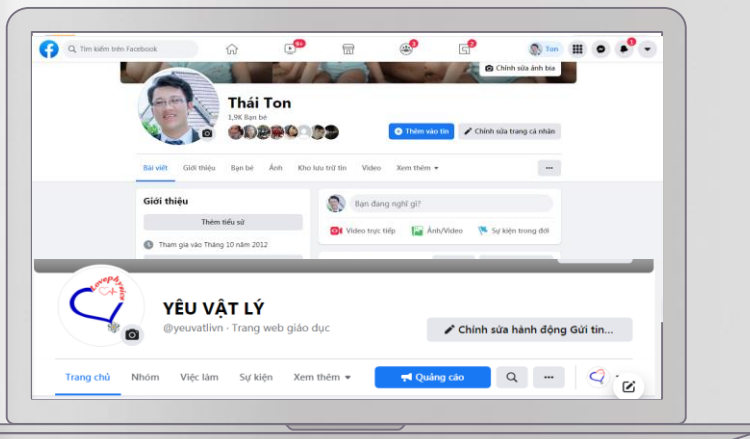 Tìm kiếm trên Facebook
9+
3
2
Ton
1
Chỉnh sửa ảnh bìa
Thái Ton
1,9K Bạn bè
Thêm vào tin
Chỉnh sửa trang cá nhân
Bài viết Giới thiệu Bạn bè Ảnh Kho lưu trữ tin Video Xem thêm
Giới thiệu
Thêm tiểu sử
Tham gia vào Tháng 10 năm 2012
Bạn đang nghĩ gì?
Video trực tiếp Ảnh/Video Sự kiện trong đời
Lovephysics
YÊU VẬT LÝ
@yeuvatlivn · Trang web giáo dục
Chỉnh sửa hành động Gửi tin...
Trang chủ Nhóm Việc làm Sự kiện Xem thêm
Quảng cáo